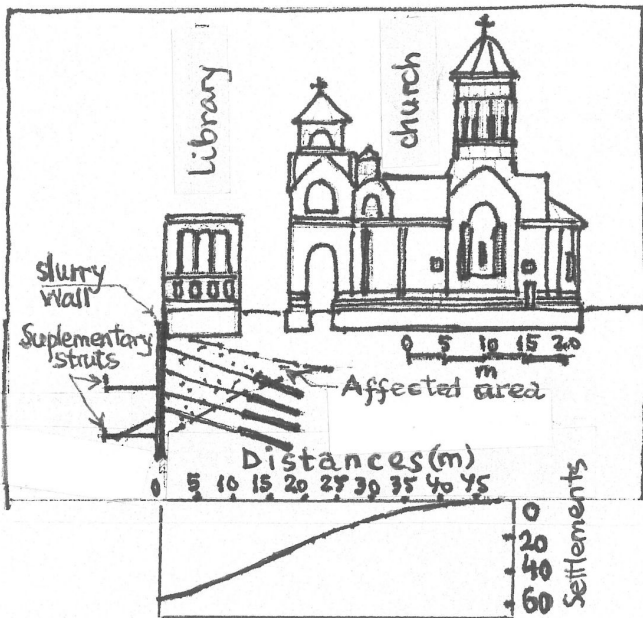 Library
church
slurry
wall
Suplementary
struts
0 5 10 15 20
m
Affected area
Distances(m)
0 5 10 15 20 25 30 35 40 45
0
20
40
60
Settlements